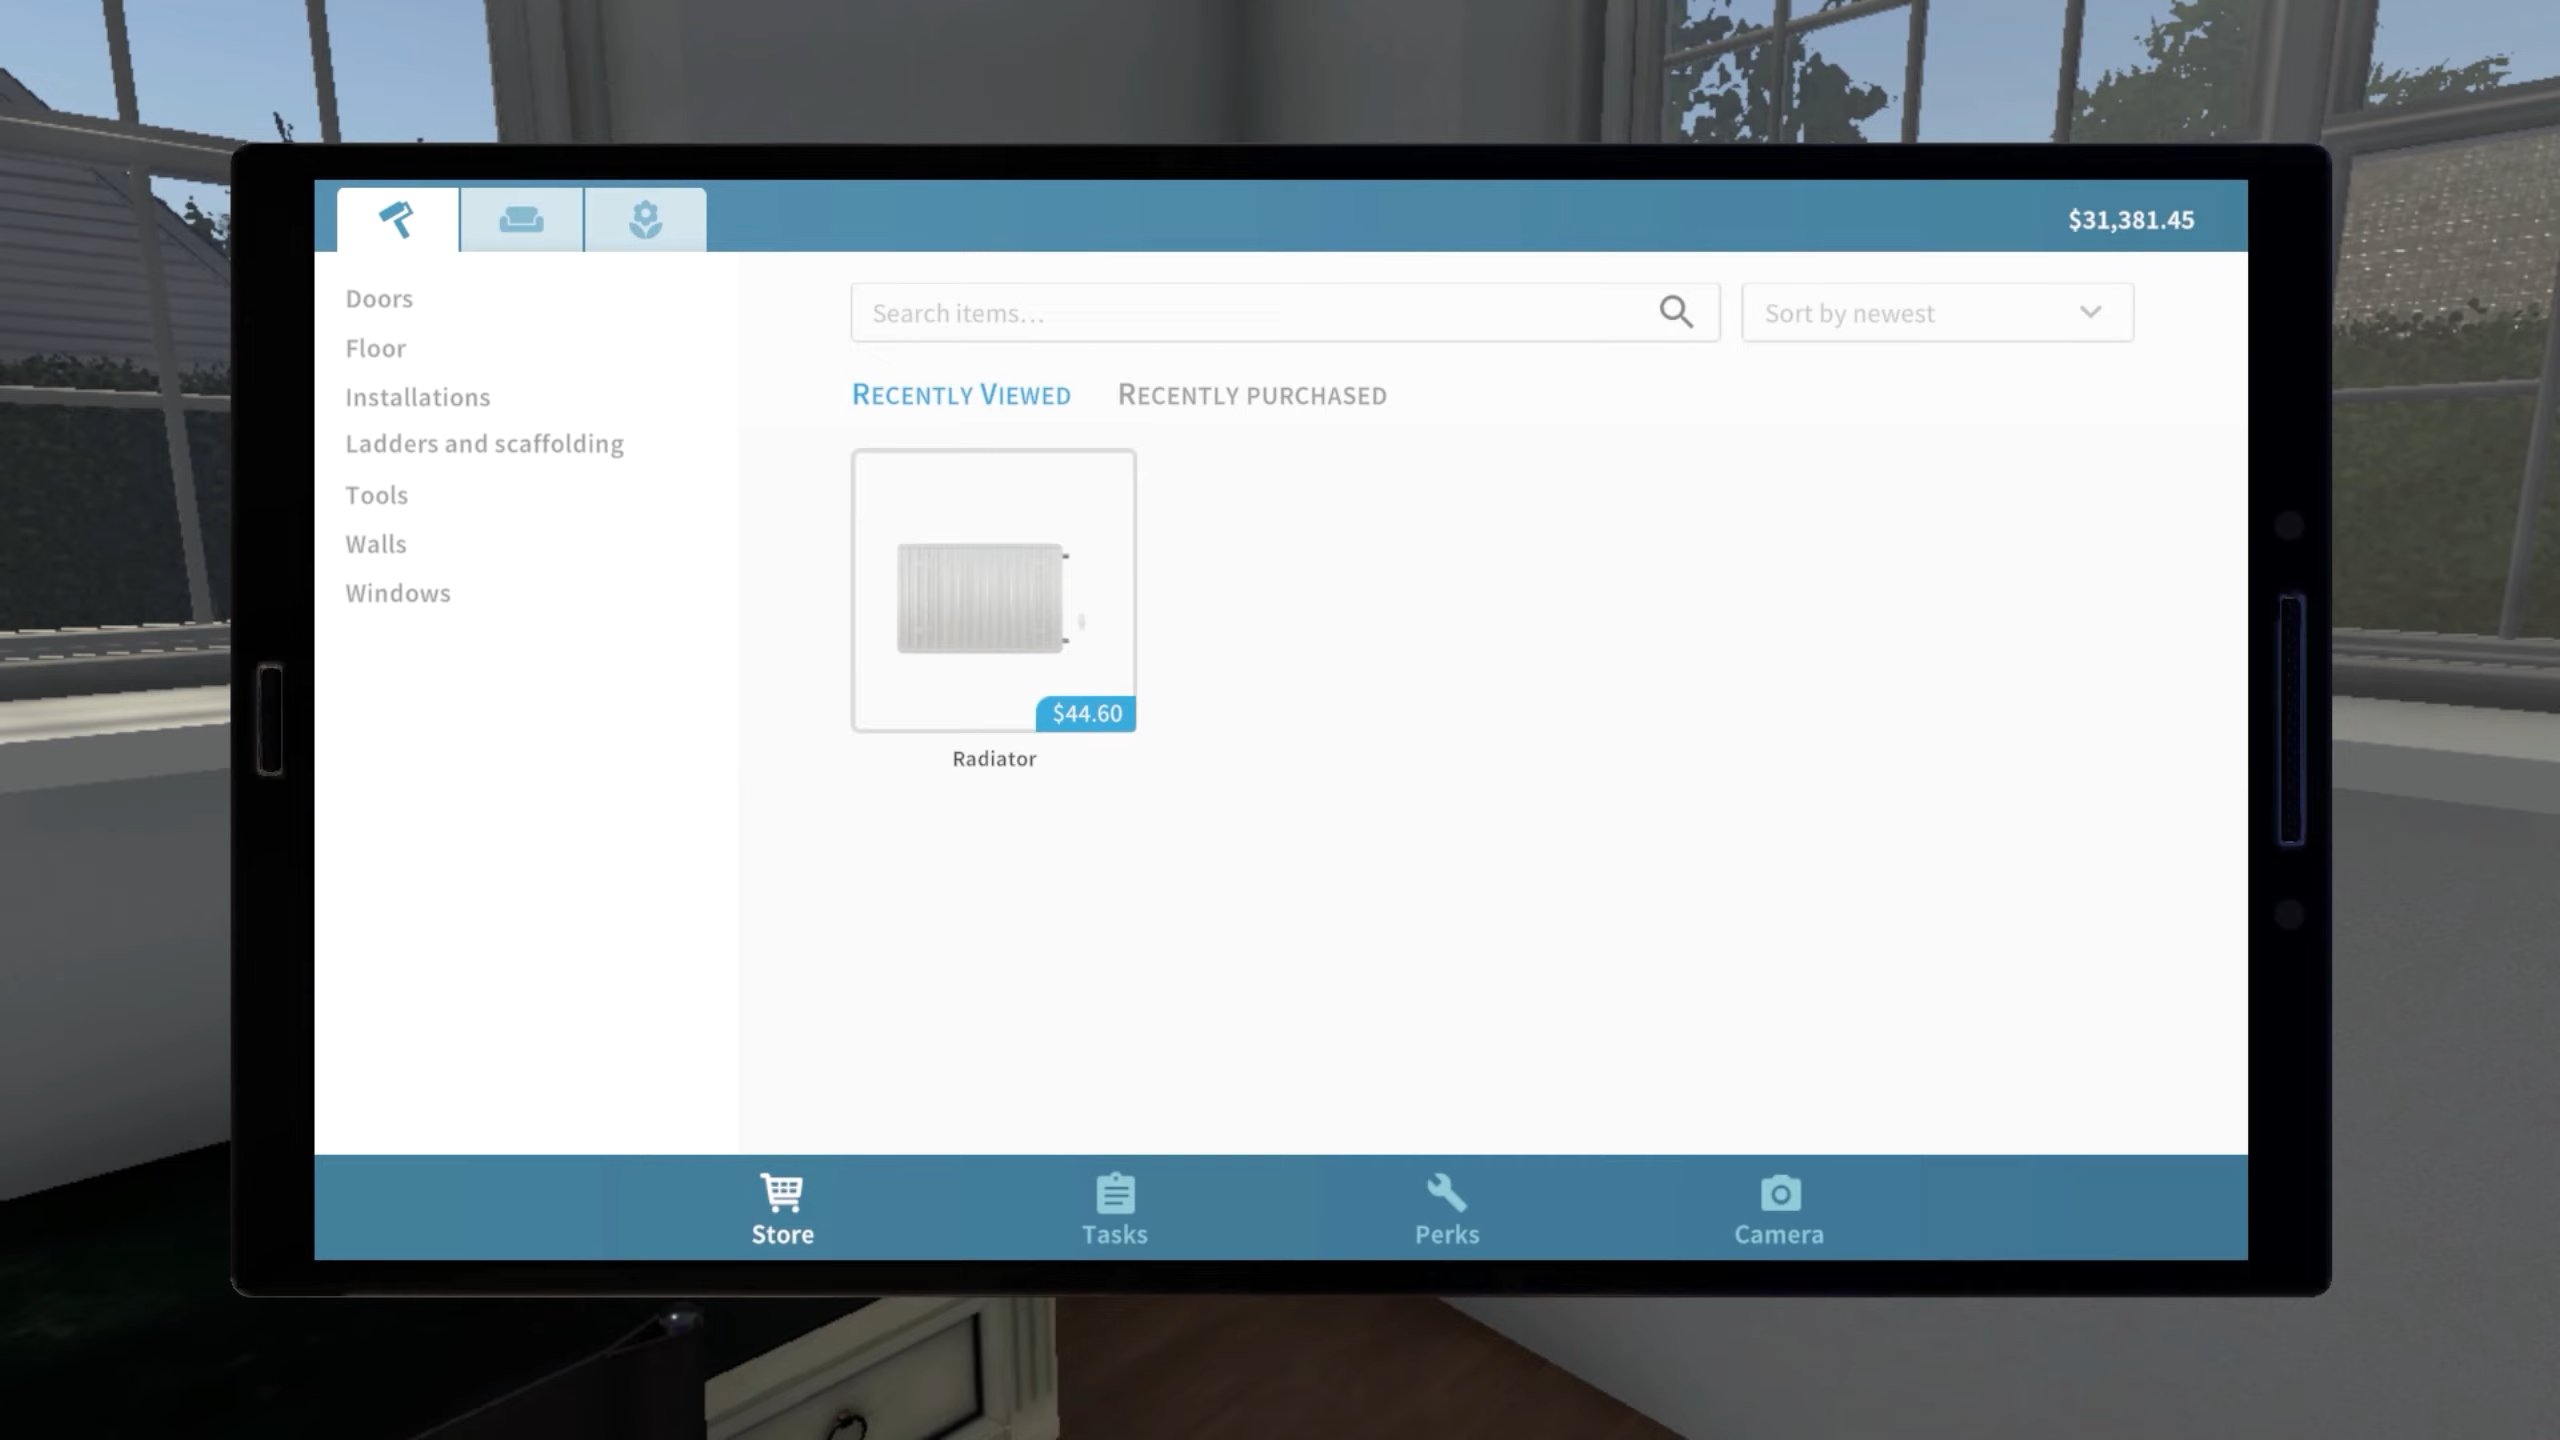 $31,381.45
Doors
Floor
Installations
Ladders and scaffolding
Tools
Walls
Windows
Search items...
Sort by newest
RECENTLY VIEWED
RECENTLY PURCHASED
$44.60
Radiator
Store
Tasks
Perks
Camera